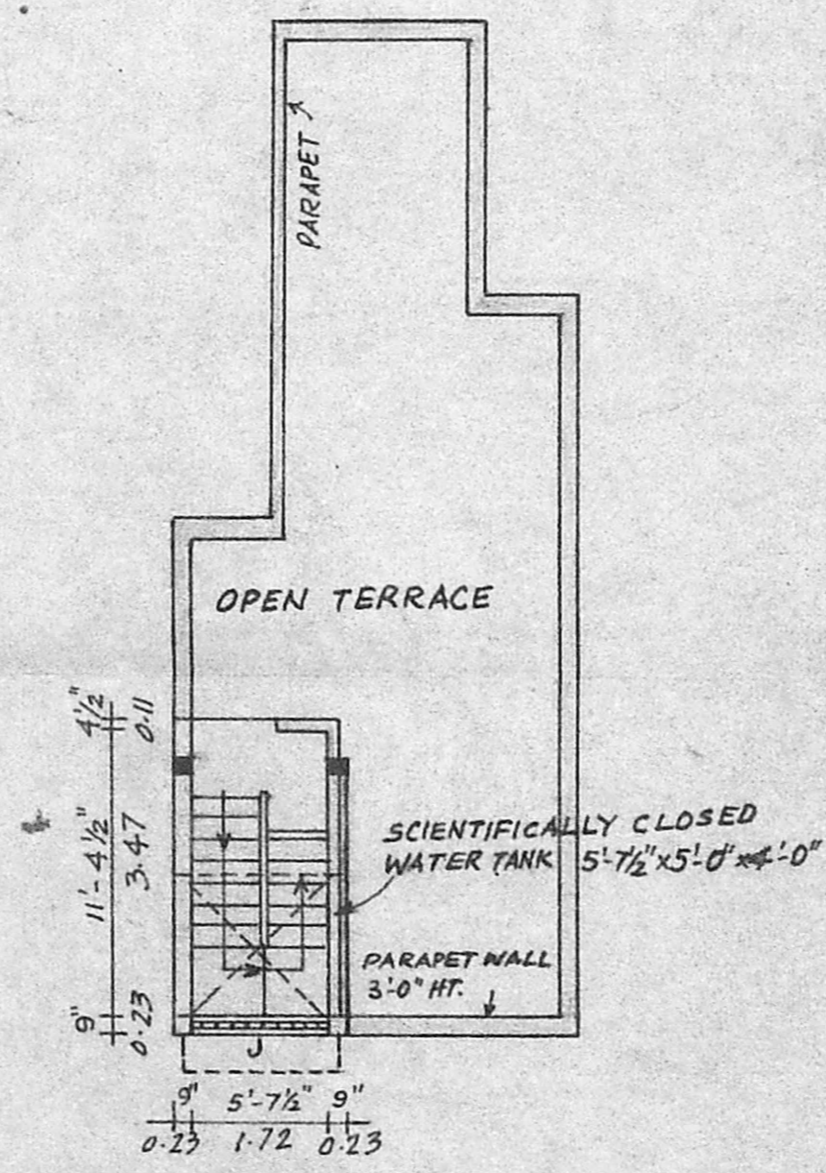 PARAPET
OPEN TERRACE
4½"
0.11
11'-4½"
3.47
SCIENTIFICALLY CLOSED
WATER TANK 5'-7½"x5'-0"x4'-0"
PARAPET WALL
3'-0" HT.
9"
0.23
9" 5'-7½" 9"
0.23 1.72 0.23